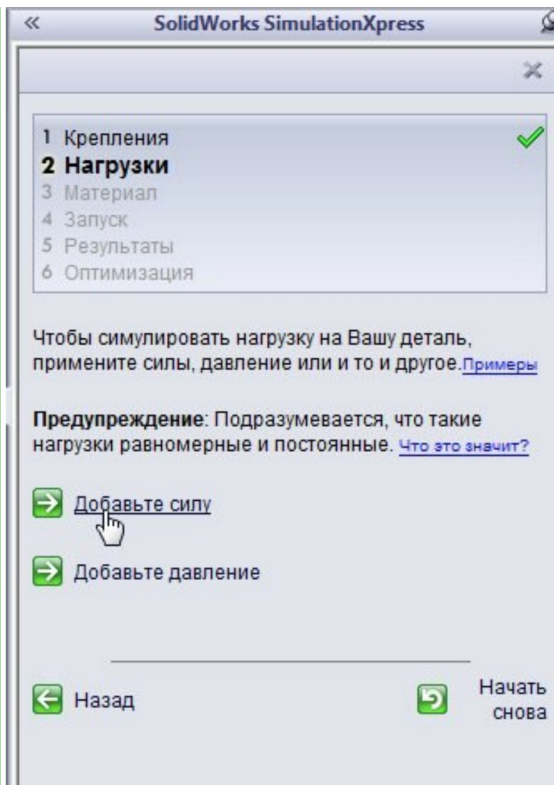 « SolidWorks SimulationXpress
1 Крепления
2 Нагрузки
3 Материал
4 Запуск
5 Результаты
6 Оптимизация
Чтобы симулировать нагрузку на Вашу деталь,
примените силы, давление или и то и другое.Примеры
Предупреждение: Подразумевается, что такие
нагрузки равномерные и постоянные. Что это значит?
Добавьте силу
Добавьте давление
Назад
Начать
снова